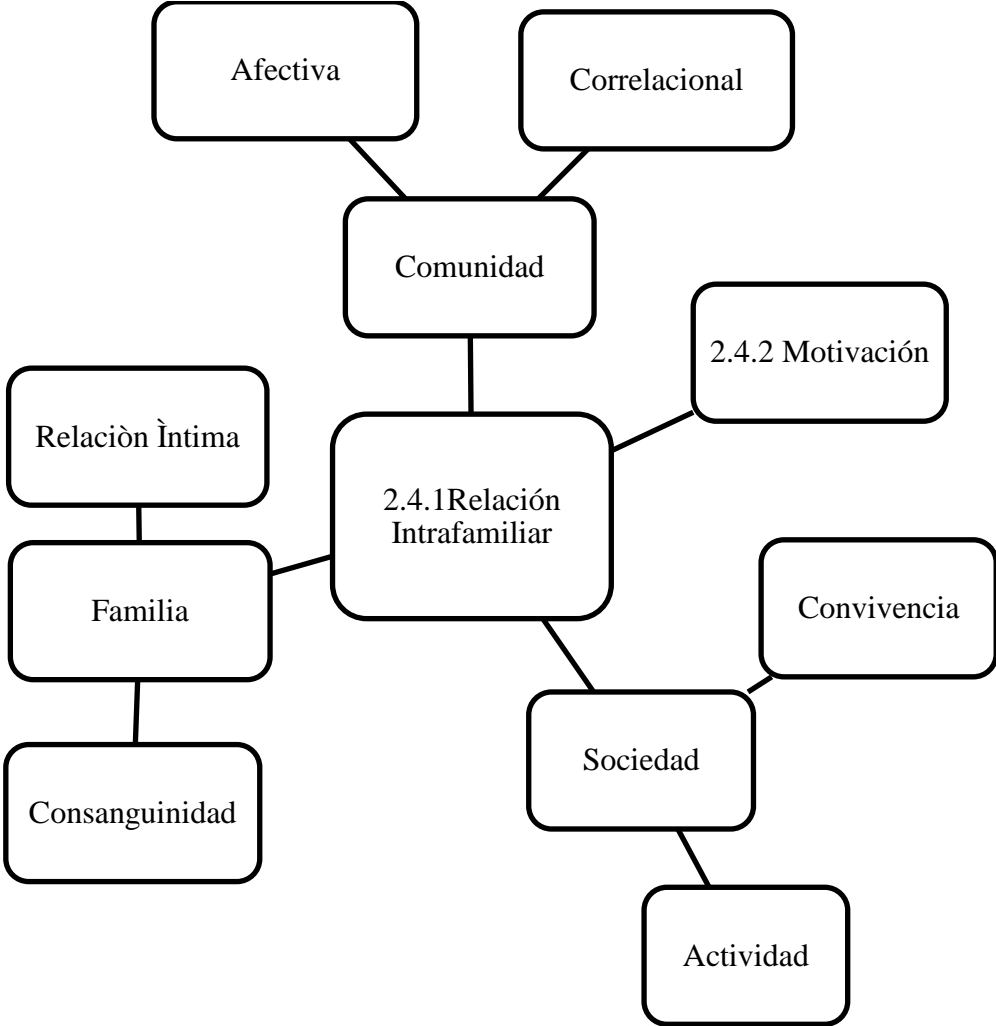 Afectiva
Correlacional
Comunidad
2.4.2 Motivación
Relaciòn Ìntima
2.4.1Relación
Intrafamiliar
Convivencia
Familia
Sociedad
Consanguinidad
Actividad